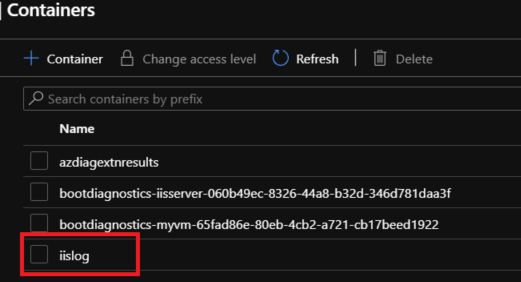 Containers
+ Container Change access level Refresh | Delete
Search containers by prefix
Name
azdiagextnresults
bootdiagnostics-iisserver-060b49ec-8326-44a8-b32d-346d781daa3f
bootdiagnostics-myvm-65fad86e-80eb-4cb2-a721-cb17beed1922
iislog